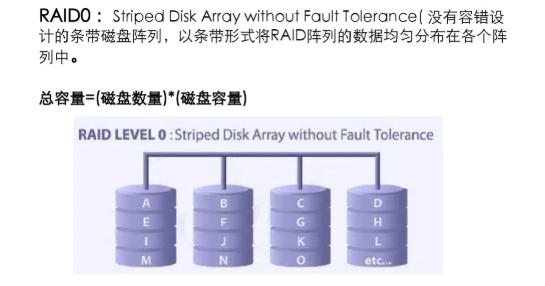 RAID0： Striped Disk Array without Fault Tolerance( 没有容错设
计的条带磁盘阵列，以条带形式将RAID阵列的数据均匀分布在各个阵
列中。
总容量=(磁盘数量)*(磁盘容量)
RAID LEVEL 0 : Striped Disk Array without Fault Tolerance
A B C D
E F G H
I J K L
M N O etc...